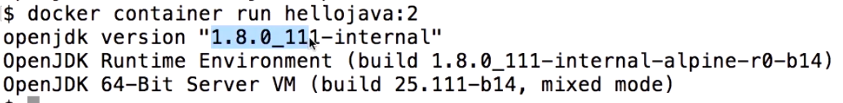 $ docker container run hellojava:2
openjdk version "1.8.0_111-internal"
OpenJDK Runtime Environment (build 1.8.0_111-internal-alpine-r0-b14)
OpenJDK 64-Bit Server VM (build 25.111-b14, mixed mode)